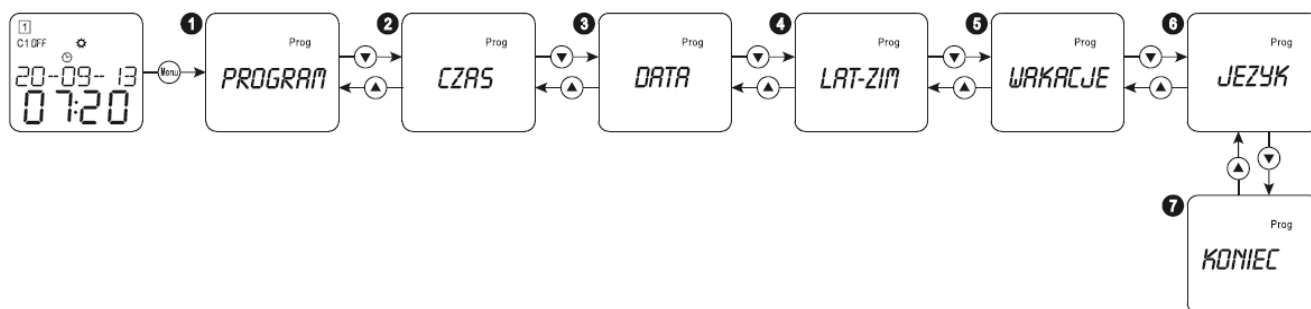 1
C1 OFF
20-09-13
07:20
Menu
1
Prog
PROGRAM
2
Prog
CZAS
3
Prog
DATA
4
Prog
LAT-ZIM
5
Prog
WAKACJE
6
Prog
JEZYK
7
Prog
KONIEC